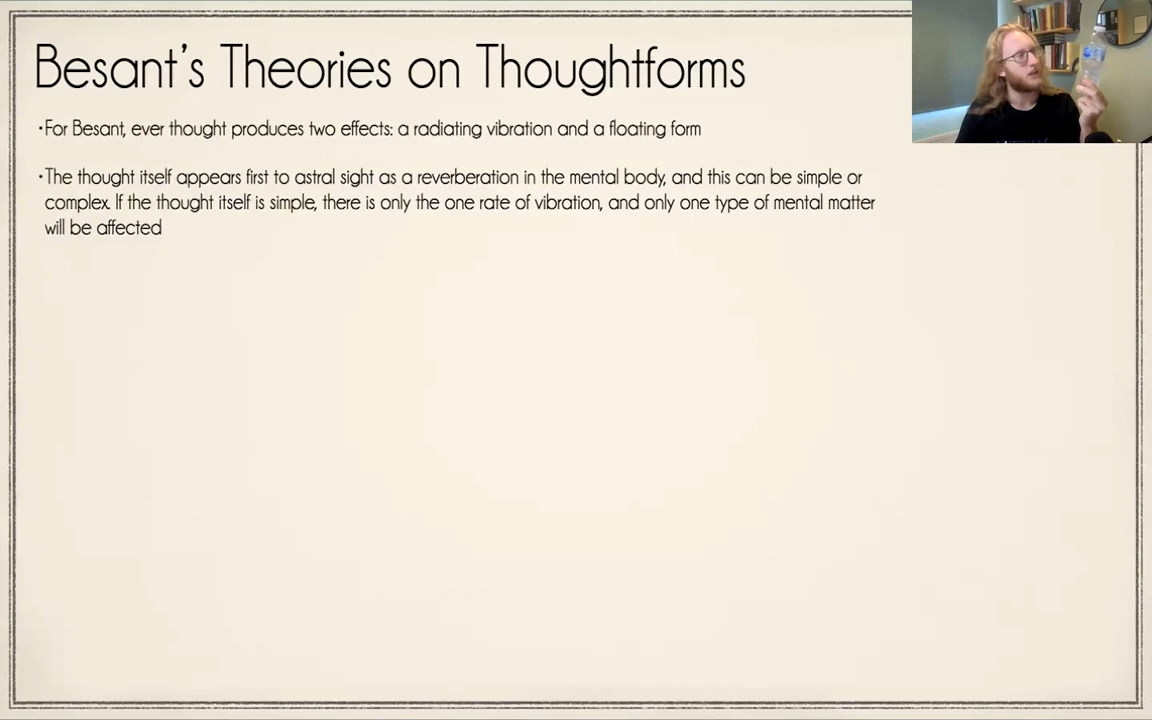 Besant's Theories on Thoughtforms
•For Besant, ever thought produces two effects: a radiating vibration and a floating form
•The thought itself appears first to astral sight as a reverberation in the mental body, and this can be simple or
complex. If the thought itself is simple, there is only the one rate of vibration, and only one type of mental matter
will be affected